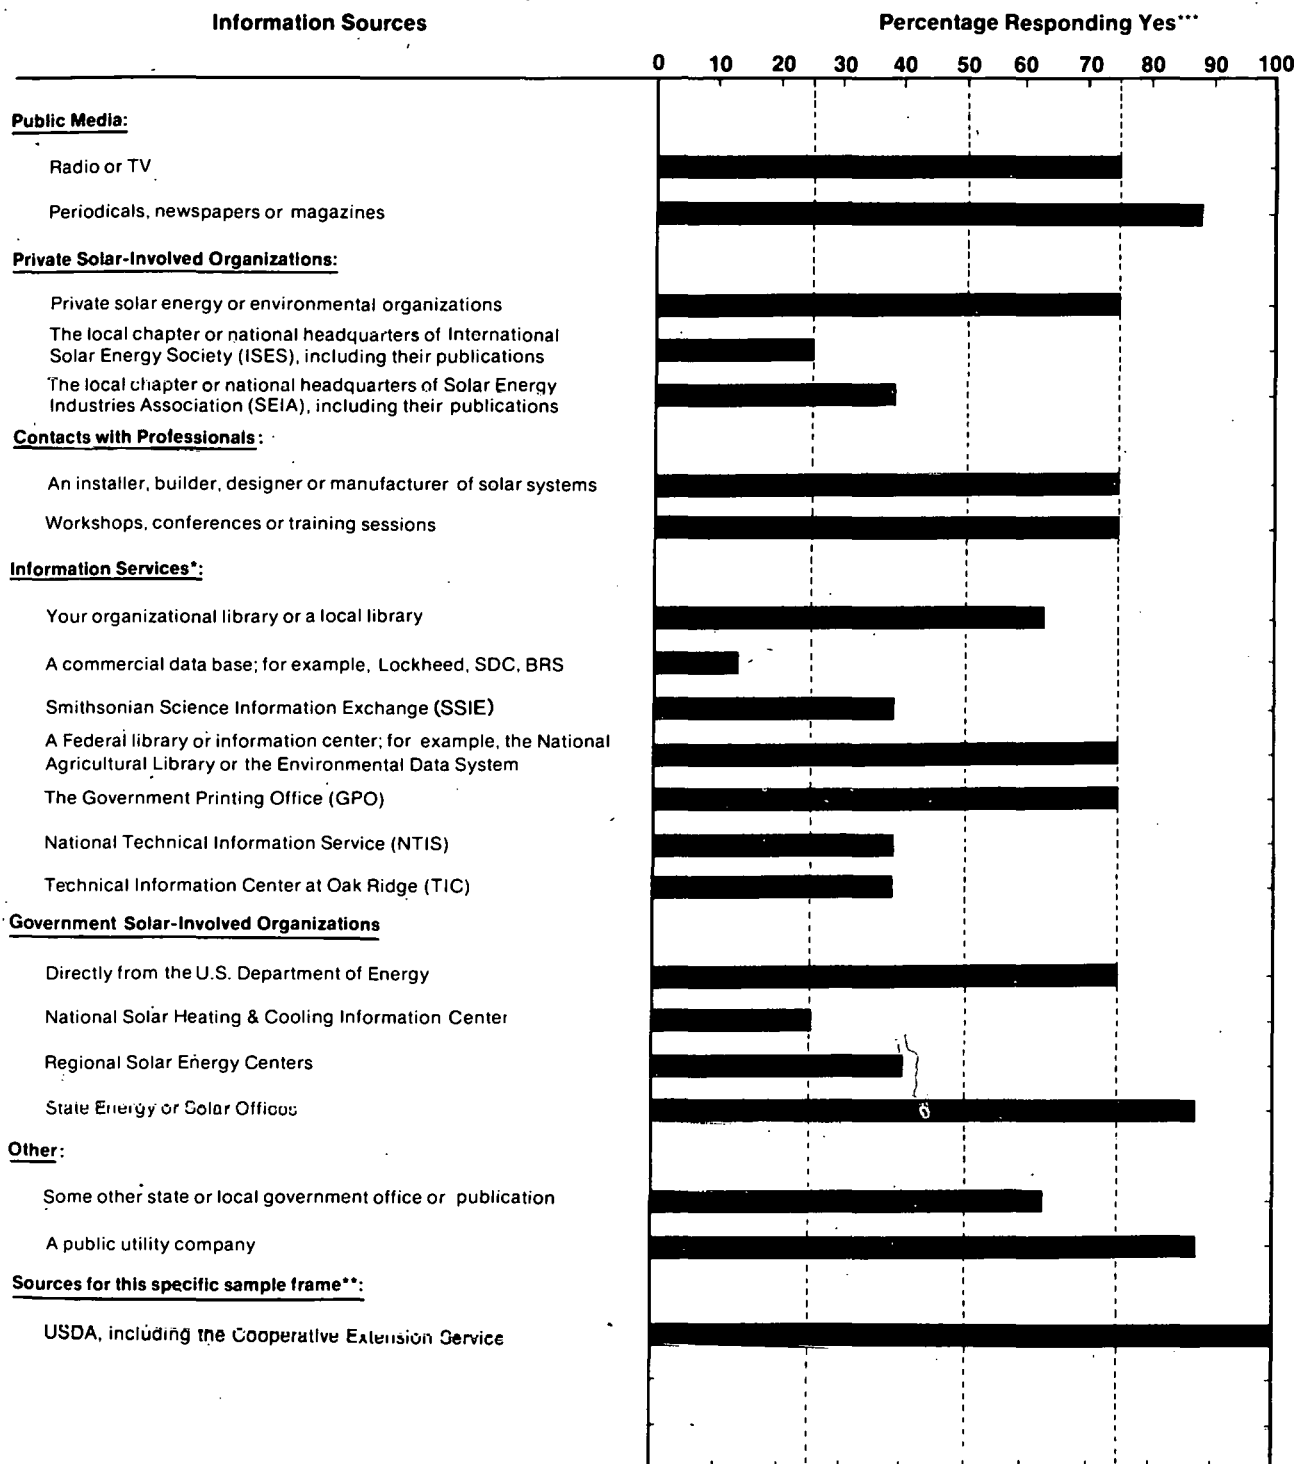 Information Sources
Percentage Responding Yes***
0 10 20 30 40 50 60 70 80 90 100
Public Media:
Radio or TV
Periodicals, newspapers or magazines
Private Solar-Involved Organizations:
Private solar energy or environmental organizations
The local chapter or national headquarters of International
Solar Energy Society (ISES), including their publications
The local chapter or national headquarters of Solar Energy
Industries Association (SEIA), including their publications
Contacts with Professionals:
An installer, builder, designer or manufacturer of solar systems
Workshops, conferences or training sessions
Information Services*:
Your organizational library or a local library
A commercial data base; for example, Lockheed, SDC, BRS
Smithsonian Science Information Exchange (SSIE)
A Federal library or information center; for example, the National
Agricultural Library or the Environmental Data System
The Government Printing Office (GPO)
National Technical Information Service (NTIS)
Technical Information Center at Oak Ridge (TIC)
Government Solar-Involved Organizations
Directly from the U.S. Department of Energy
National Solar Heating & Cooling Information Center
Regional Solar Energy Centers
State Energy or Solar Offices
Other:
Some other state or local government office or publication
A public utility company
Sources for this specific sample frame**:
USDA, including the Cooperative Extension Service